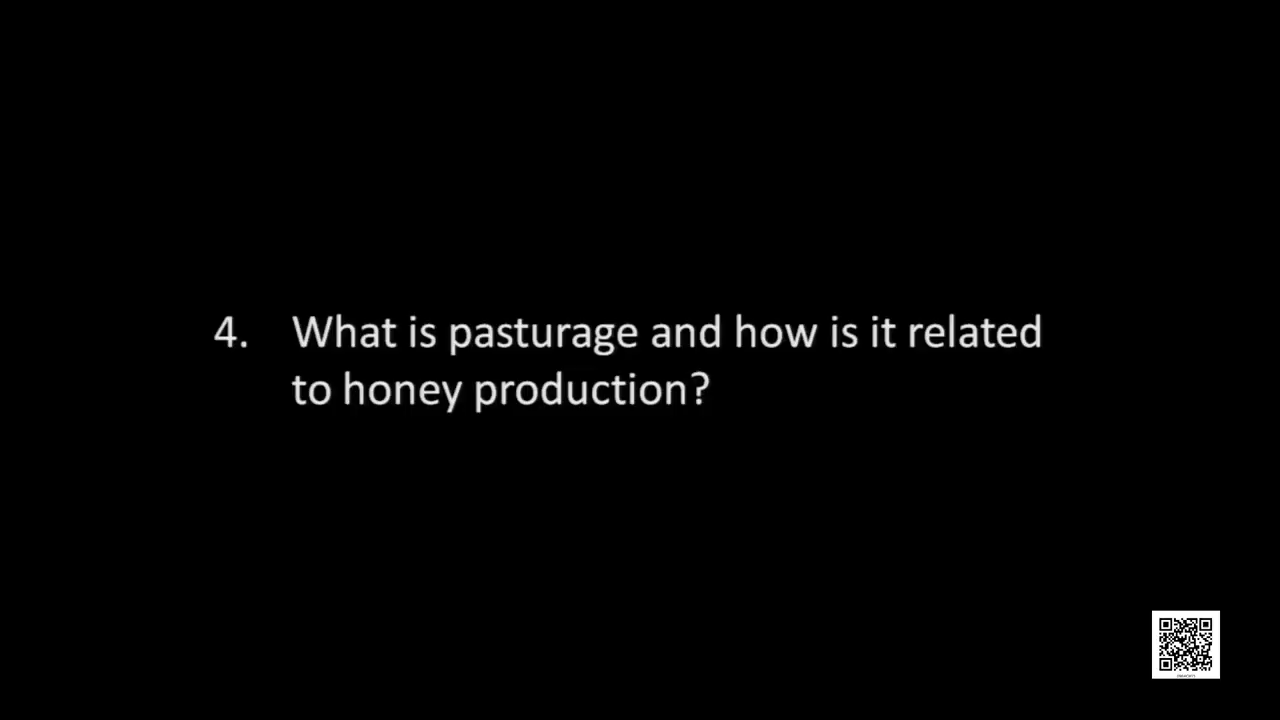 4. What is pasturage and how is it related
to honey production?